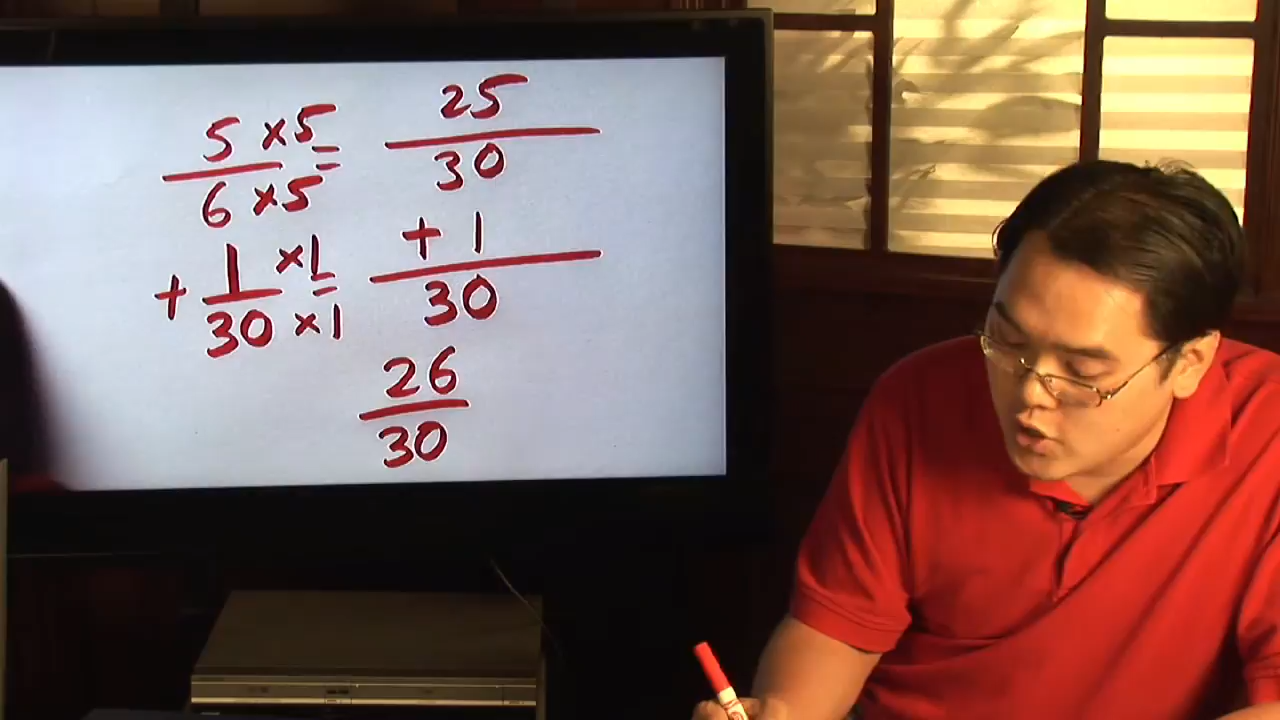 5 ×5 = 25
6 ×5 30
+ 1 ×1 = + 1
30 ×1 30
26
30